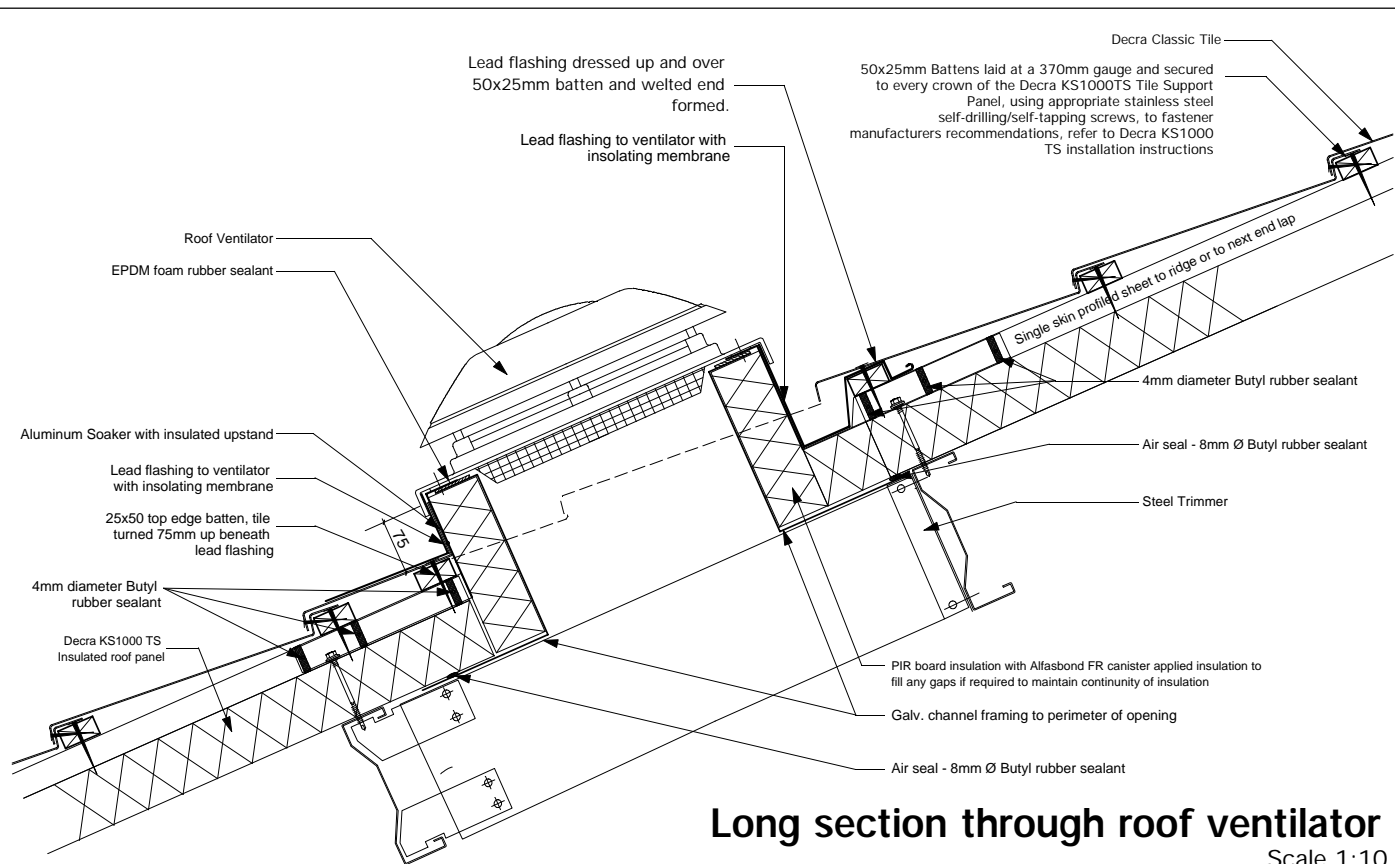 Decra Classic Tile
Lead flashing dressed up and over
50x25mm batten and welted end
formed.
50x25mm Battens laid at a 370mm gauge and secured
to every crown of the Decra KS1000TS Tile Support
Panel, using appropriate stainless steel
self-drilling/self-tapping screws, to fastener
manufacturers recommendations, refer to Decra KS1000
TS installation instructions
Lead flashing to ventilator with
insolating membrane
Roof Ventilator
EPDM foam rubber sealant
Single skin profiled sheet to ridge or to next end lap
4mm diameter Butyl rubber sealant
Aluminum Soaker with insulated upstand
Air seal - 8mm Ø Butyl rubber sealant
Lead flashing to ventilator
with insolating membrane
Steel Trimmer
25x50 top edge batten, tile
turned 75mm up beneath
lead flashing
75
4mm diameter Butyl
rubber sealant
Decra KS1000 TS
Insulated roof panel
PIR board insulation with Alfasbond FR canister applied insulation to
fill any gaps if required to maintain continunity of insulation
Galv. channel framing to perimeter of opening
Air seal - 8mm Ø Butyl rubber sealant
Long section through roof ventilator
Scale 1:10